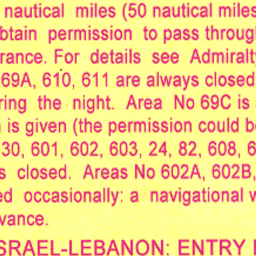 nautical miles (50 nautical miles
btain permission to pass through
rance. For details see Admiralty
69A, 610, 611 are always closed
ring the night. Area No 69C is
is given (the permission could be
30, 601, 602, 603, 24, 82, 608, 6
s closed. Areas No 602A, 602B,
ed occasionally: a navigational w
vance.
SRAEL-LEBANON: ENTRY